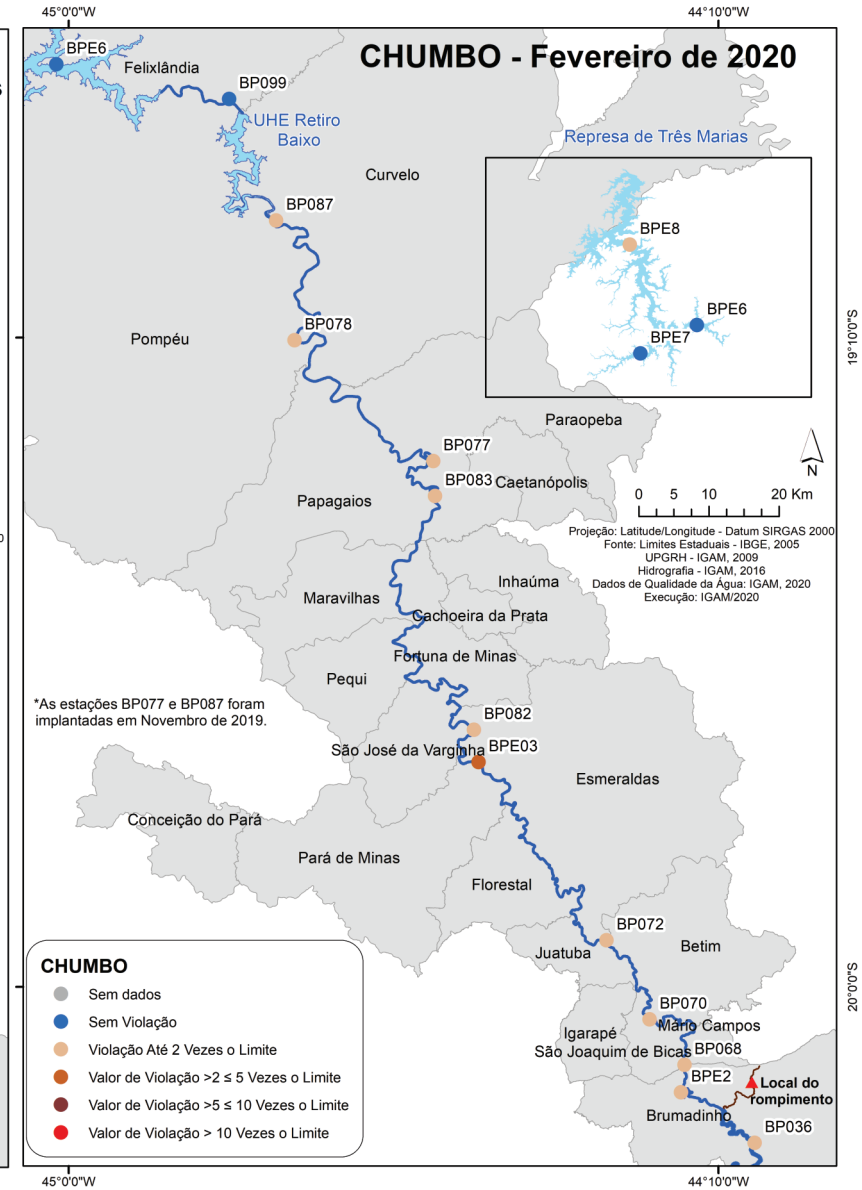 45°0'0"W
44°10'0"W
CHUMBO - Fevereiro de 2020
BPE6
Felixlândia
BP099
UHE Retiro
Baixo
Represa de Três Marias
Curvelo
BP087
BPE8
BPE6
BPE7
BP078
Pompéu
19°10'0"S
Paraopeba
BP077
BP083
Caetanópolis
Papagaios
N
0 5 10 20 Km
Projeção: Latitude/Longitude - Datum SIRGAS 2000
Fonte: Limites Estaduais - IBGE, 2005
UPGRH - IGAM, 2009
Hidrografia - IGAM, 2016
Dados de Qualidade da Água: IGAM, 2020
Execução: IGAM/2020
Inhaúma
Maravilhas
Cachoeira da Prata
Fortuna de Minas
Pequi
*As estações BP077 e BP087 foram
implantadas em Novembro de 2019.
BP082
São José da Varginha
BPE03
Esmeraldas
Conceição do Pará
Pará de Minas
Florestal
BP072
Juatuba
Betim
20°0'0"S
BP070
Mário Campos
Igarapé
São Joaquim de Bicas
BP068
BPE2
Local do
rompimento
Brumadinho
BP036
CHUMBO
Sem dados
Sem Violação
Violação Até 2 Vezes o Limite
Valor de Violação >2 ≤ 5 Vezes o Limite
Valor de Violação >5 ≤ 10 Vezes o Limite
Valor de Violação > 10 Vezes o Limite
45°0'0"W
44°10'0"W